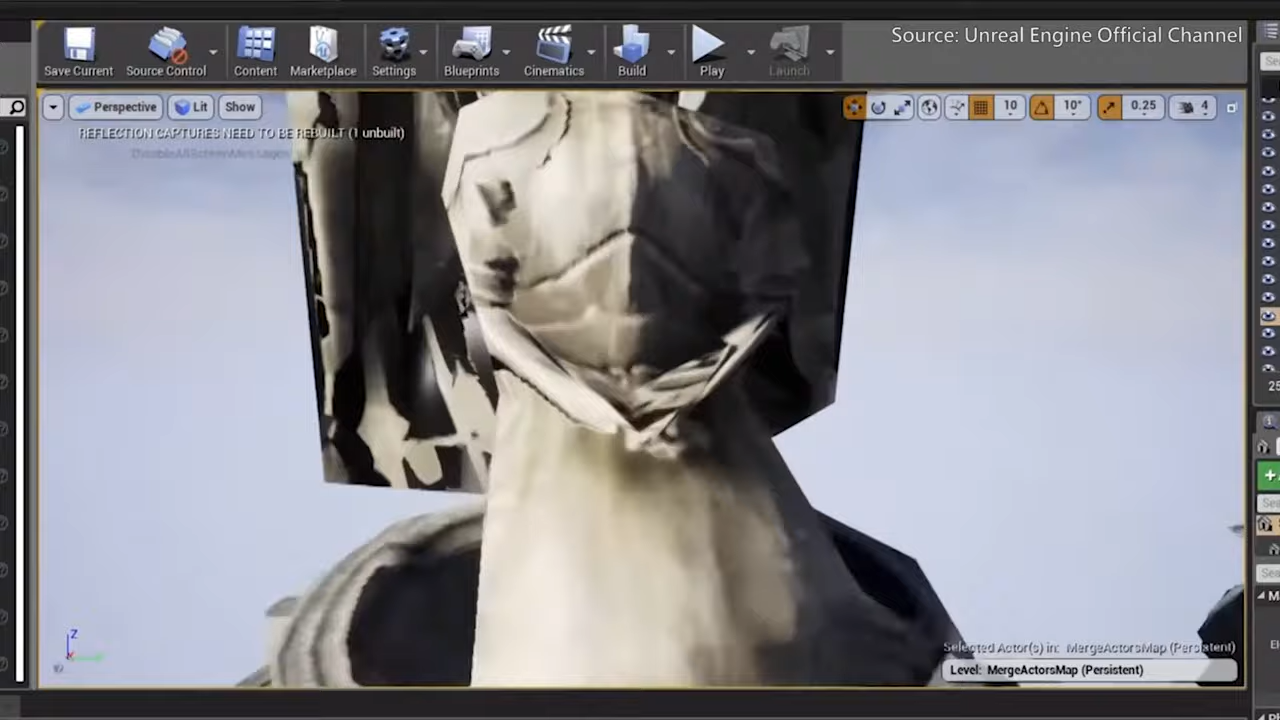 Source: Unreal Engine Official Channel
Save Current
Source Control
Content
Marketplace
Settings
Blueprints
Cinematics
Build
Play
Launch
Perspective
Lit
Show
10
10°
0.25
4
REFLECTION CAPTURES NEED TO BE REBUILT (1 unbuilt)
'DisableAllScreenMessages'
Z
Selected Actor(s) in: MergeActorsMap (Persistent)
Level: MergeActorsMap (Persistent)